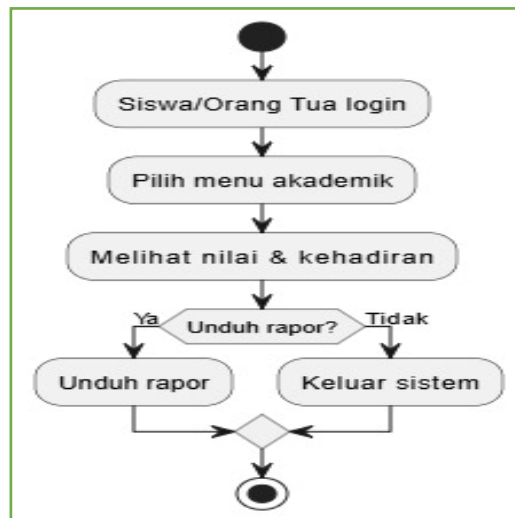 Siswa/Orang Tua login
Pilih menu akademik
Melihat nilai & kehadiran
Ya
Unduh rapor?
Tidak
Unduh rapor
Keluar sistem